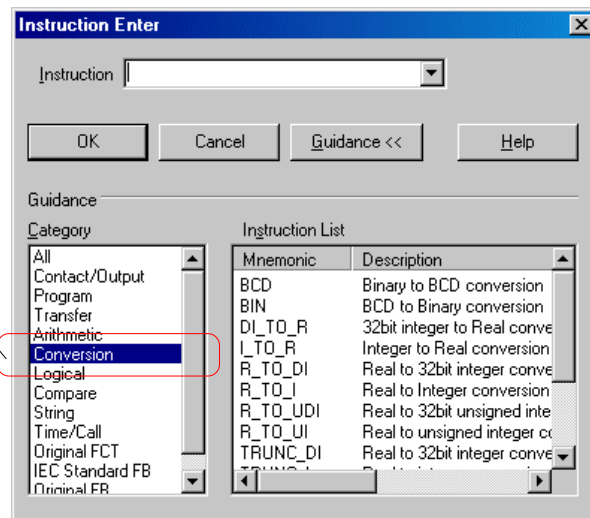 Instruction Enter
Instruction
OK Cancel Guidance << Help
Guidance
Category
Instruction List
All
Contact/Output
Program
Transfer
Arithmetic
Conversion
Logical
Compare
String
Time/Call
Original FCT
IEC Standard FB
Original FB
Mnemonic Description
BCD Binary to BCD conversion
BIN BCD to Binary conversion
DI_TO_R 32bit integer to Real conve
I_TO_R Integer to Real conversion
R_TO_DI Real to 32bit integer conve
R_TO_I Real to Integer conversion
R_TO_UDI Real to 32bit unsigned inte
R_TO_UI Real to unsigned integer co
TRUNC_DI Real to 32bit integer conve